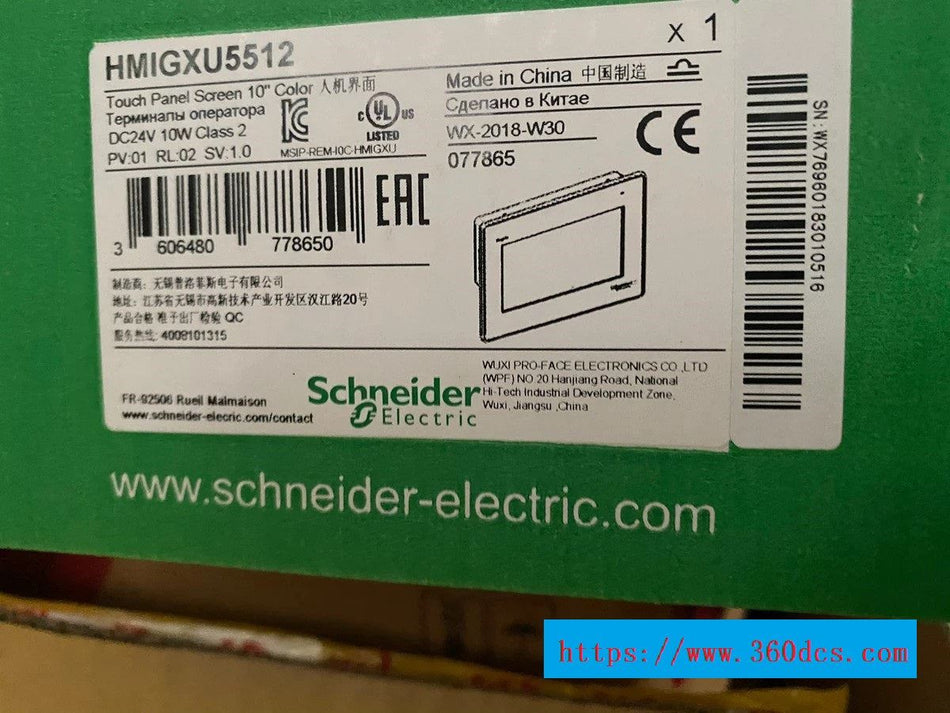 HMIGXU5512
x 1
Touch Panel Screen 10" Color 人机界面
Терминалы оператора
DC24V 10W Class 2
PV:01 RL:02 SV:1.0
c UL US
LISTED
MSIP-REM-I0C-HMIGXU
Made in China 中国制造
Сделано в Китае
WX-2018-W30
077865
CE
EAC
3 606480 778650
制造商: 无锡普洛菲斯电子有限公司
地址: 江苏省无锡市高新技术产业开发区汉江路20号
产品合格 准予出厂检验 QC
服务热线: 4008101315
FR-92506 Rueil Malmaison
www.schneider-elecric.com/contact
Schneider
Electric
WUXI PRO-FACE ELECTRONICS CO.,LTD
(WPF) NO.20 Hanjiang Road, National
Hi-Tech Industrial Development Zone,
Wuxi, Jiangsu ,China
SN: WX76960183010516
www.schneider-electric.com
https://www.360dcs.com